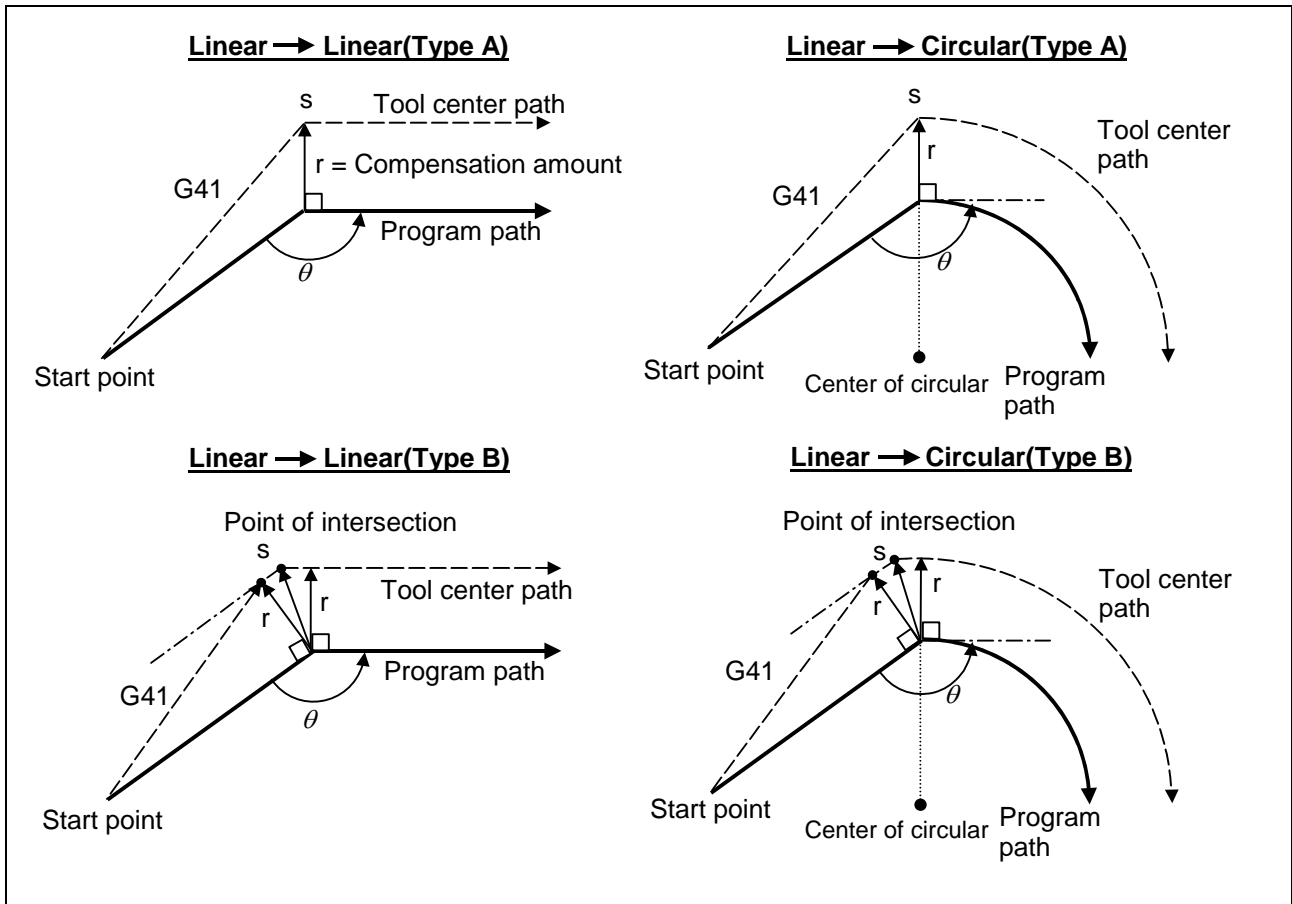 Linear → Linear(Type A)
s
Tool center path
r = Compensation amount
G41
Program path
θ
Start point
Linear → Circular(Type A)
s
Tool center
path
r
G41
θ
Start point
Center of circular
Program
path
Linear → Linear(Type B)
Point of intersection
s
Tool center path
r
r
G41
Program path
θ
Start point
Linear → Circular(Type B)
Point of intersection
s
Tool center
path
r
r
G41
θ
Start point
Center of circular
Program
path